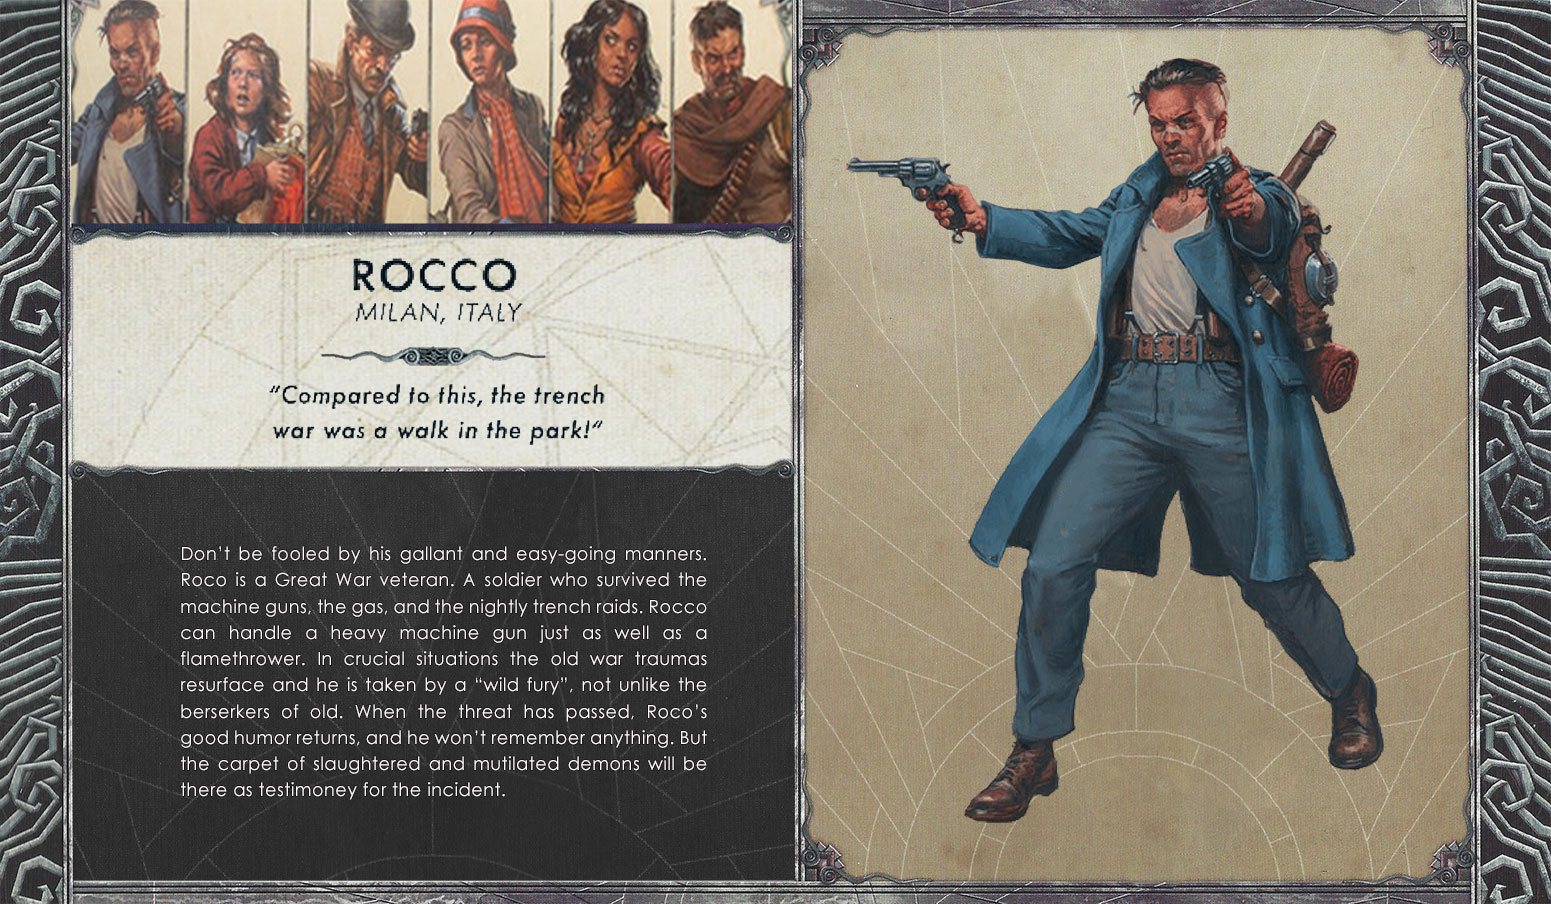 ROCCO
MILAN, ITALY
“Compared to this, the trench
war was a walk in the park!“
Don't be fooled by his gallant and easy-going manners.
Roco is a Great War veteran. A soldier who survived the
machine guns, the gas, and the nightly trench raids. Rocco
can handle a heavy machine gun just as well as a
flamethrower. In crucial situations the old war traumas
resurface and he is taken by a “wild fury”, not unlike the
berserkers of old. When the threat has passed, Roco's
good humor returns, and he won't remember anything. But
the carpet of slaughtered and mutilated demons will be
there as testimoney for the incident.